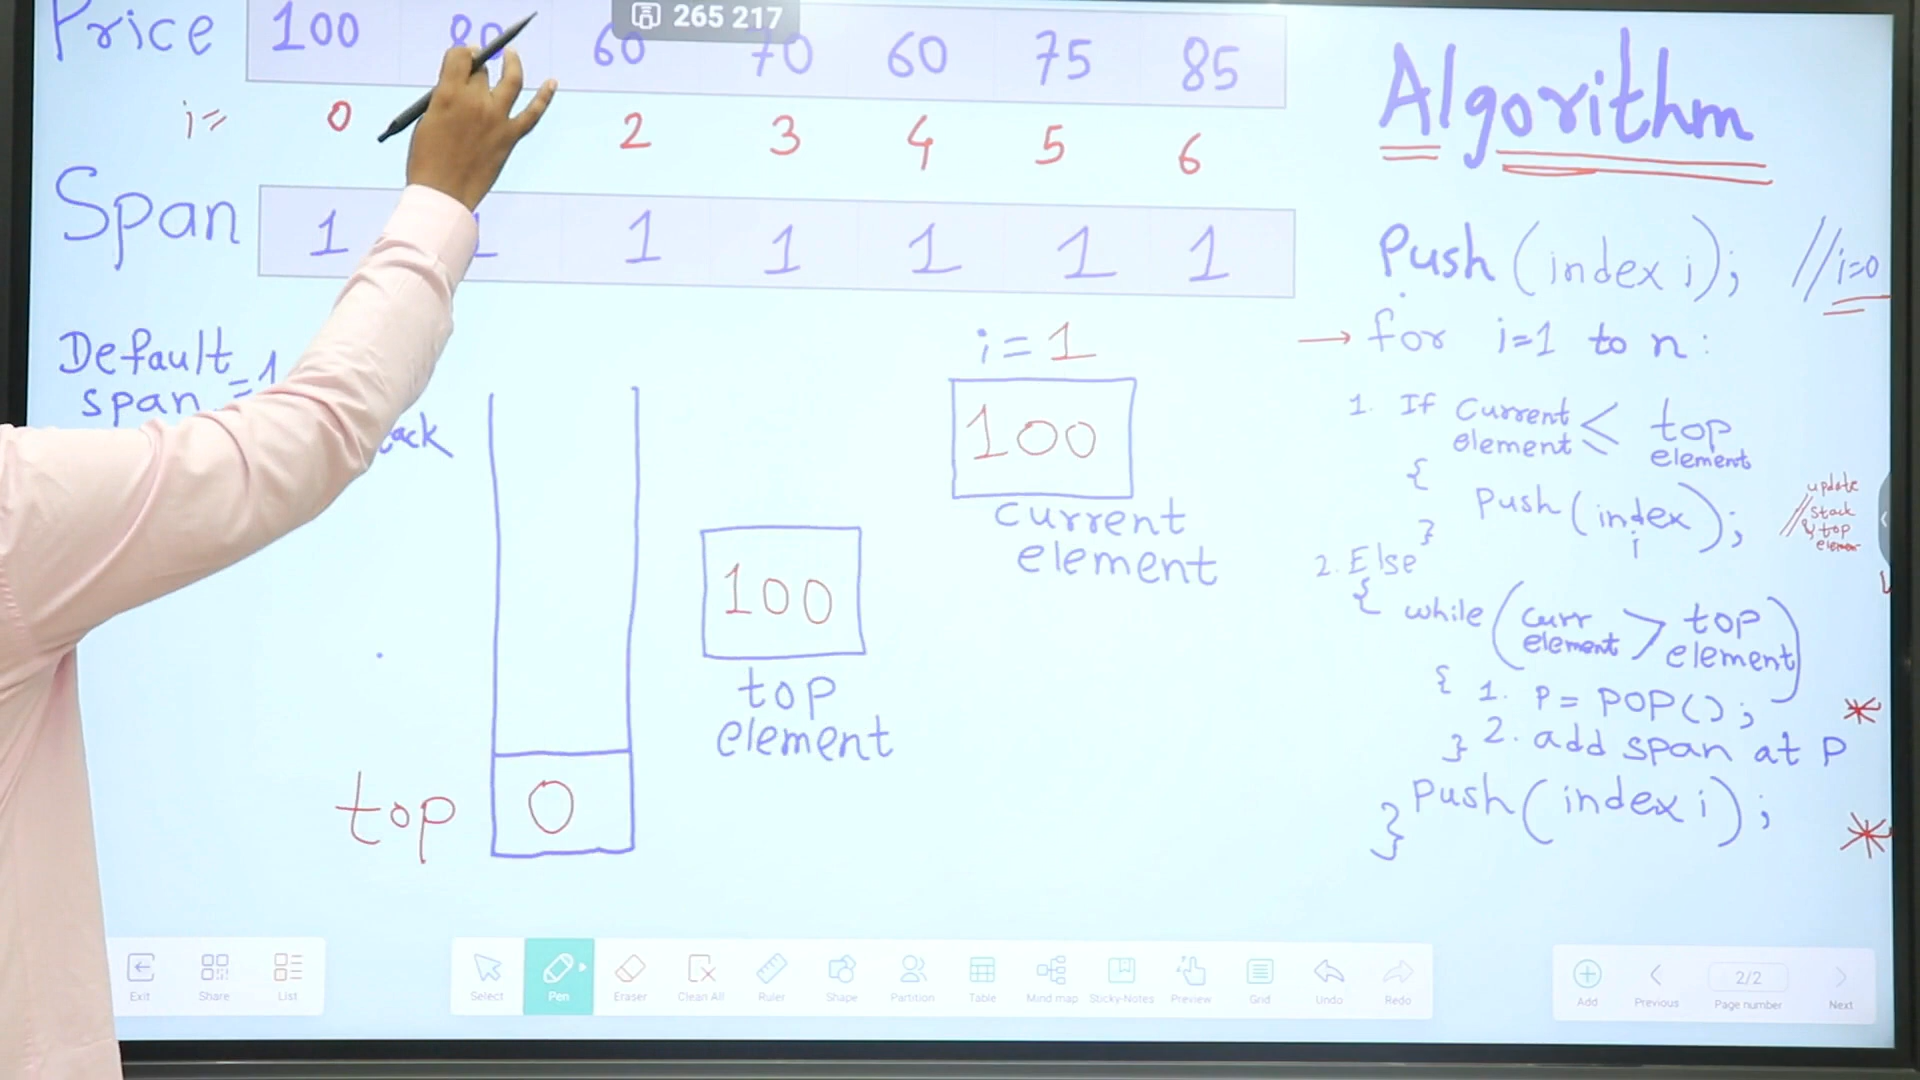 265 217
Price 100 80 60 70 60 75 85
i= 0 2 3 4 5 6
Span 1 1 1 1 1 1 1
Default
span =1
top 0
100
top
element
i=1
100
current
element
Algorithm
Push (index i); //i=0
→ for i=1 to n:
1. If Current element ≤ top element
{
Push (index i);
}
update
// stack
& top
element
2. Else
{ while (curr element > top element)
{ 1. P = POP();
} 2. add span at P
Push (index i);
}
Exit Share List
Select Pen Eraser Clean All Ruler Shape Partition Table Mind map Sticky-Notes Preview Grid Undo Redo
2/2
Add Previous Page number Next